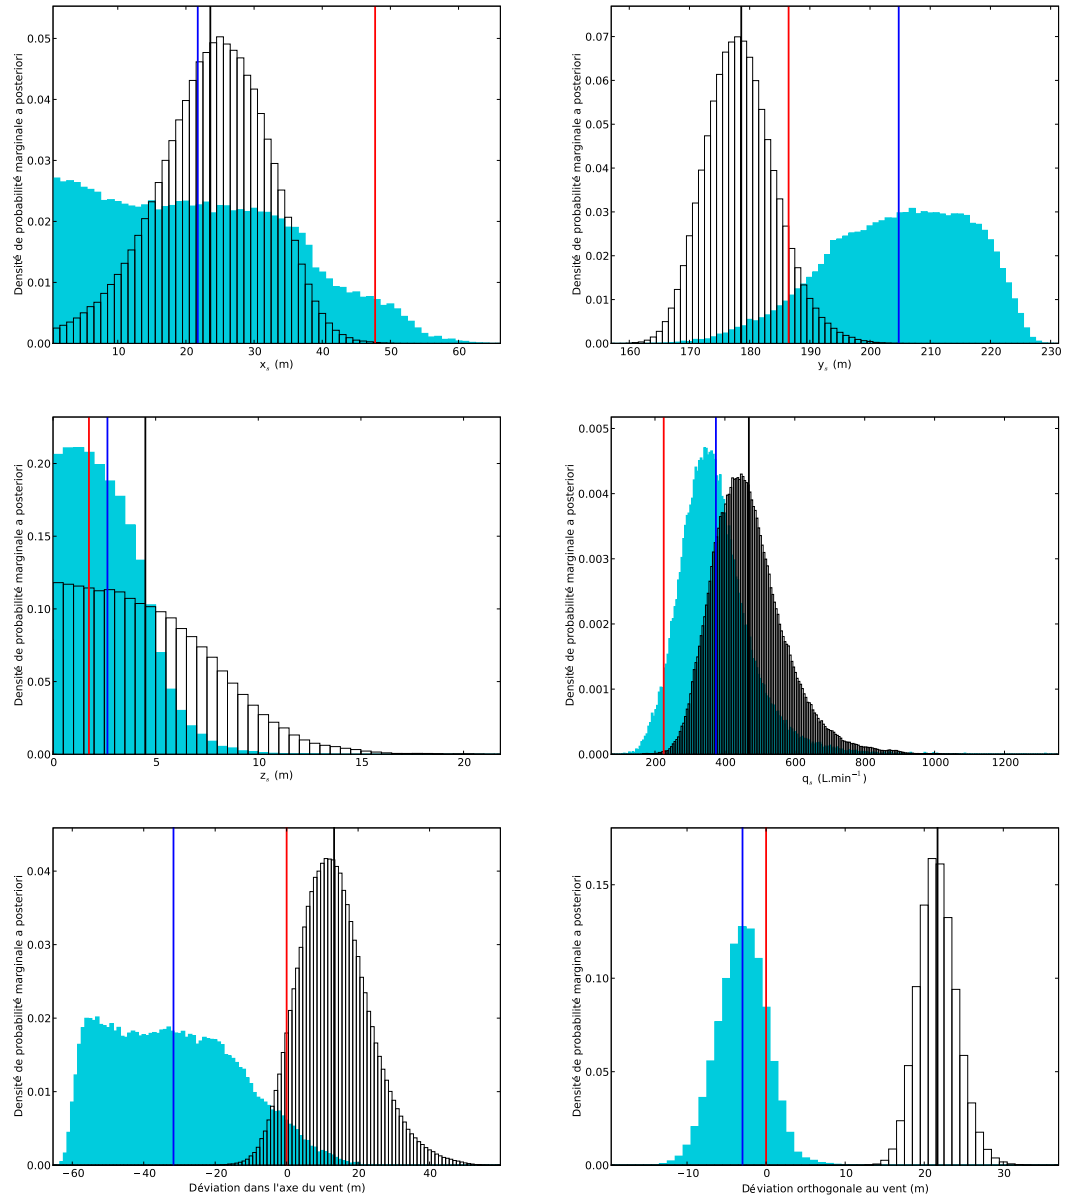 Densité de probabilité marginale a posteriori
0.05
0.04
0.03
0.02
0.01
0.00
10 20 30 40 50 60
x_s (m)
Densité de probabilité marginale a posteriori
0.07
0.06
0.05
0.04
0.03
0.02
0.01
0.00
160 170 180 190 200 210 220 230
y_s (m)
Densité de probabilité marginale a posteriori
0.20
0.15
0.10
0.05
0.00
0 5 10 15 20
z_s (m)
Densité de probabilité marginale a posteriori
0.005
0.004
0.003
0.002
0.001
0.000
200 400 600 800 1000 1200
q_s (L.min⁻¹)
Densité de probabilité marginale a posteriori
0.04
0.03
0.02
0.01
0.00
−60 −40 −20 0 20 40
Déviation dans l'axe du vent (m)
Densité de probabilité marginale a posteriori
0.15
0.10
0.05
0.00
−10 0 10 20 30
Déviation orthogonale au vent (m)